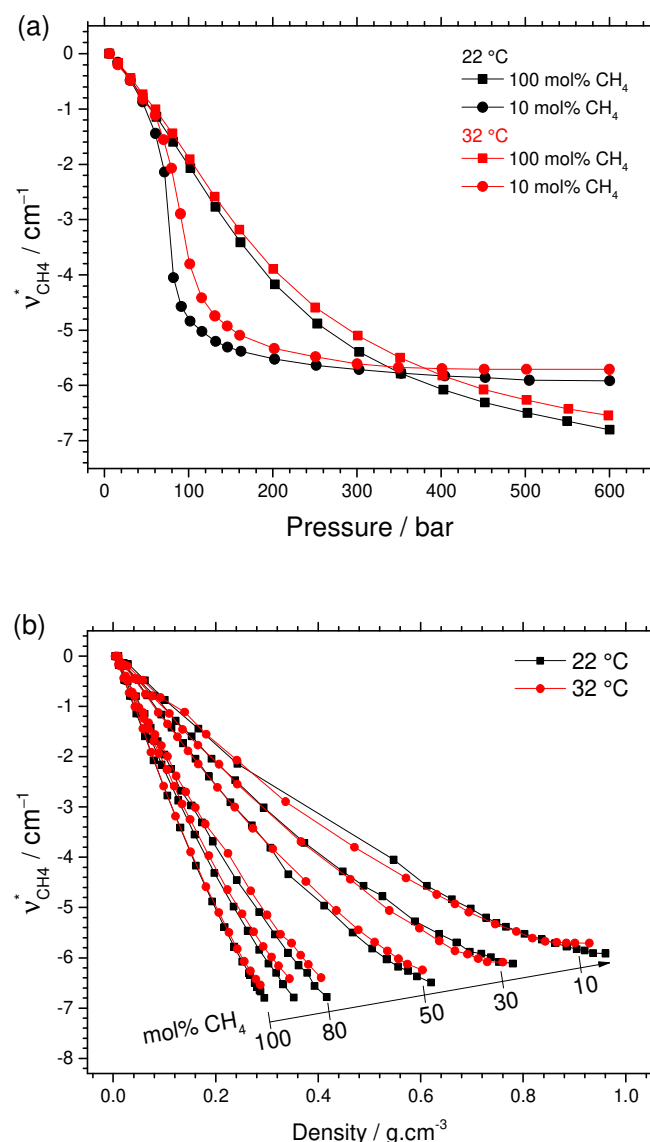 (a)
0
-1
-2
-3
-4
-5
-6
-7
ν*CH4 / cm⁻¹
22 °C
100 mol% CH₄
10 mol% CH₄
32 °C
100 mol% CH₄
10 mol% CH₄
0 100 200 300 400 500 600
Pressure / bar
(b)
0
-1
-2
-3
-4
-5
-6
-7
-8
ν*CH4 / cm⁻¹
22 °C
32 °C
mol% CH₄ 100 80 50 30 10
0.0 0.2 0.4 0.6 0.8 1.0
Density / g.cm⁻³